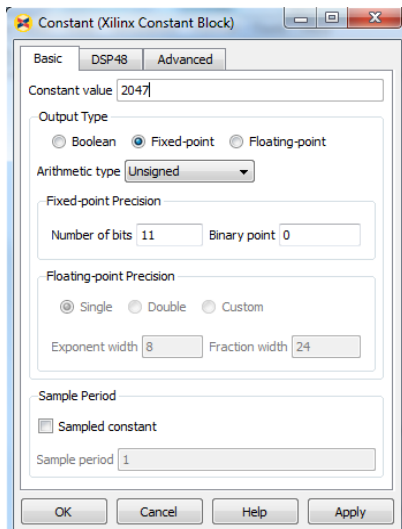 Constant (Xilinx Constant Block)
Basic DSP48 Advanced
Constant value 2047
Output Type
Boolean Fixed-point Floating-point
Arithmetic type Unsigned
Fixed-point Precision
Number of bits 11 Binary point 0
Floating-point Precision
Single Double Custom
Exponent width 8 Fraction width 24
Sample Period
Sampled constant
Sample period 1
OK Cancel Help Apply